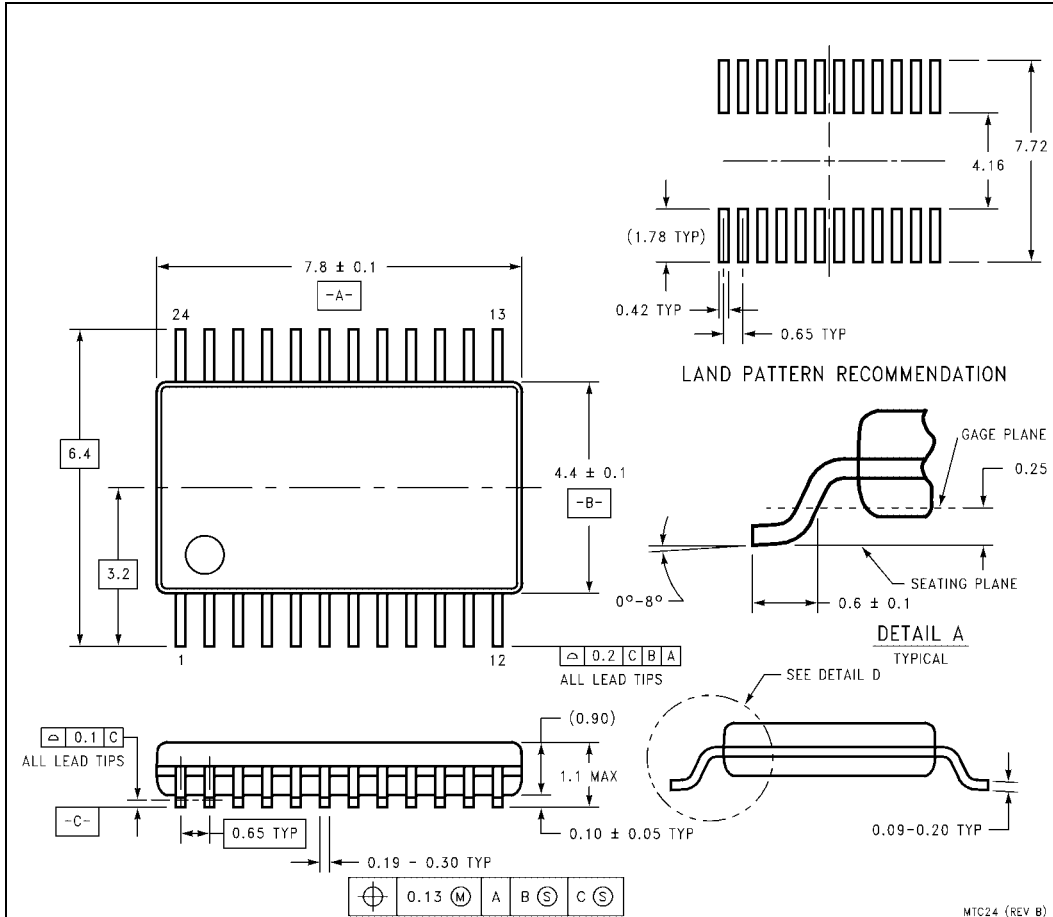 7.72
4.16
(1.78 TYP)
0.42 TYP
0.65 TYP
LAND PATTERN RECOMMENDATION
7.8 ± 0.1
-A-
24
13
6.4
4.4 ± 0.1
-B-
3.2
1
12
⌓ 0.2 C B A
ALL LEAD TIPS
GAGE PLANE
0.25
SEATING PLANE
0°-8°
0.6 ± 0.1
DETAIL A
TYPICAL
SEE DETAIL D
0.09-0.20 TYP
(0.90)
1.1 MAX
⌓ 0.1 C
ALL LEAD TIPS
-C-
0.65 TYP
0.10 ± 0.05 TYP
0.19 - 0.30 TYP
⌖ 0.13 Ⓜ A B Ⓢ C Ⓢ
MTC24 (REV B)